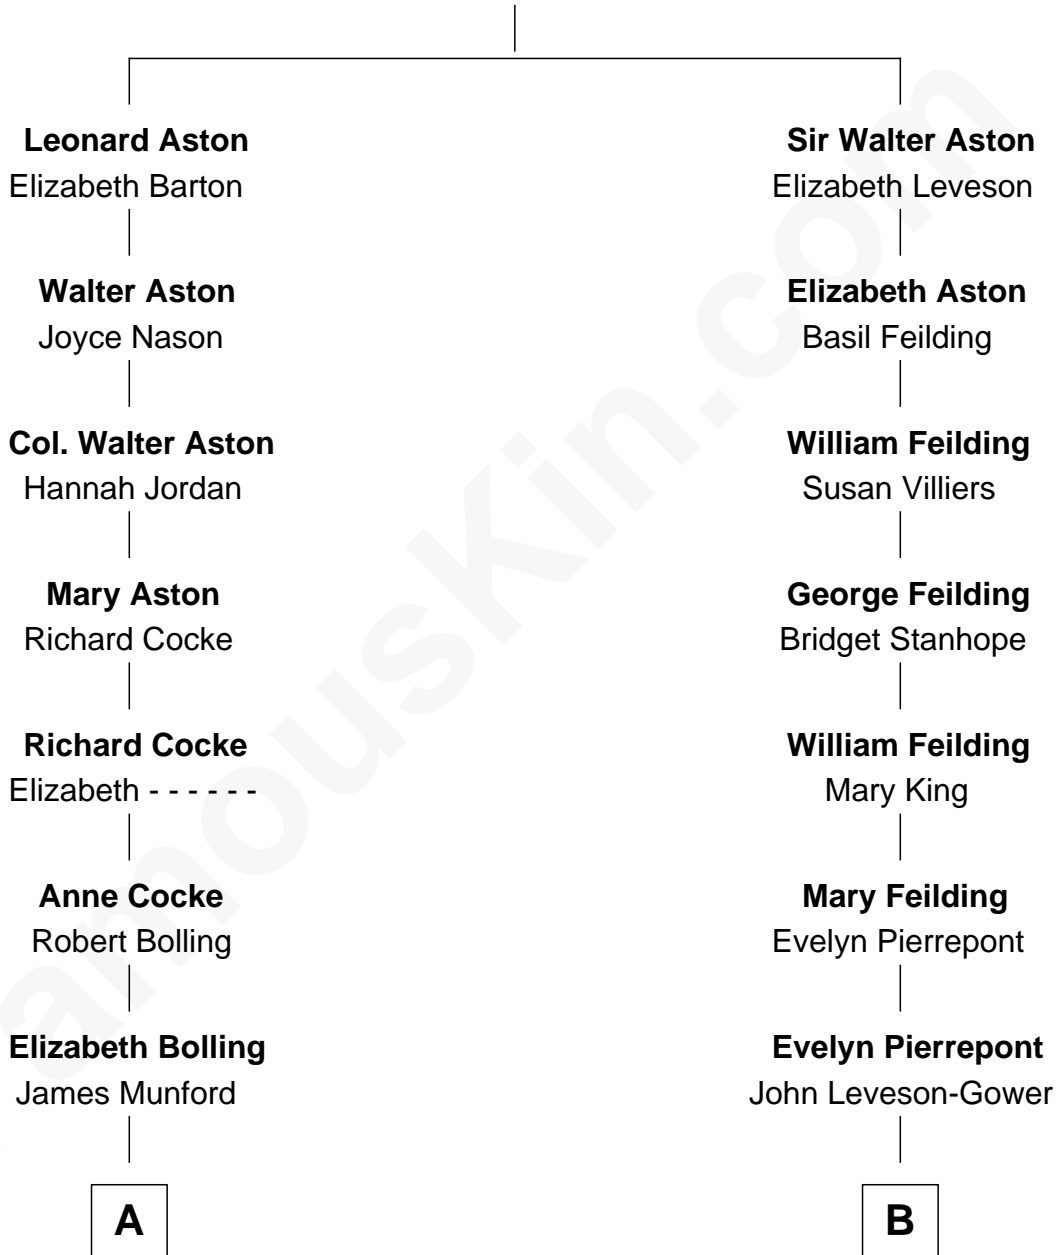 Leonard Aston
Elizabeth Barton
Sir Walter Aston
Elizabeth Leveson
Walter Aston
Joyce Nason
Elizabeth Aston
Basil Feilding
Col. Walter Aston
Hannah Jordan
William Feilding
Susan Villiers
Mary Aston
Richard Cocke
George Feilding
Bridget Stanhope
Richard Cocke
Elizabeth - - - - - -
William Feilding
Mary King
Anne Cocke
Robert Bolling
Mary Feilding
Evelyn Pierrepont
Elizabeth Bolling
James Munford
Evelyn Pierrepont
John Leveson-Gower
A
B
amousKin.com